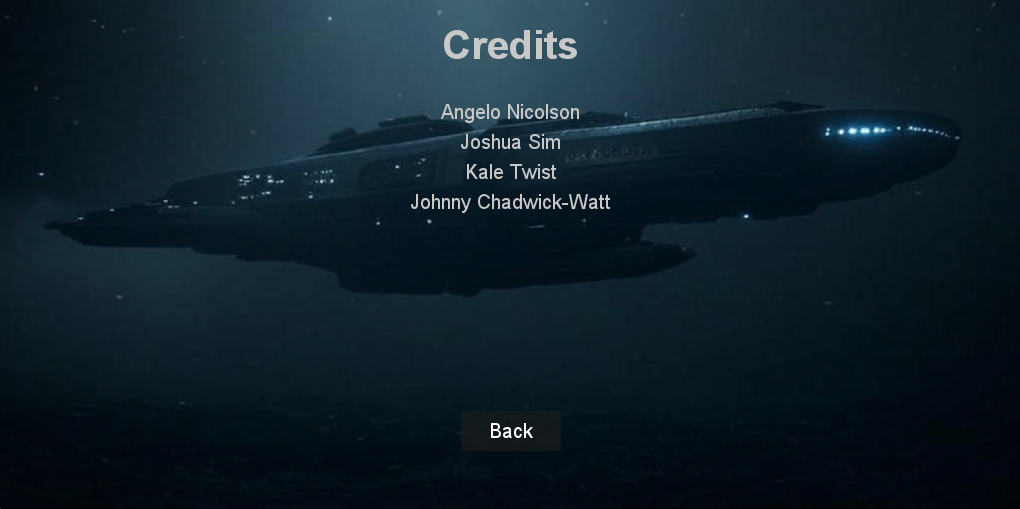 Credits
Angelo Nicolson
Joshua Sim
Kale Twist
Johnny Chadwick-Watt
Back